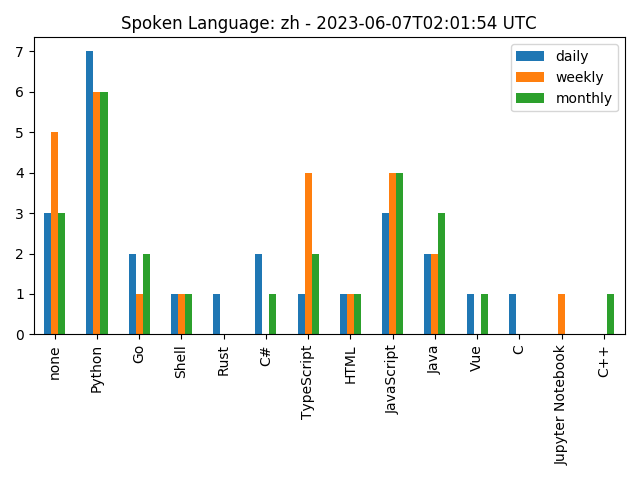 Spoken Language: zh - 2023-06-07T02:01:54 UTC
daily
weekly
monthly
7
6
5
4
3
2
1
0
none
Python
Go
Shell
Rust
C#
TypeScript
HTML
JavaScript
Java
Vue
C
Jupyter Notebook
C++